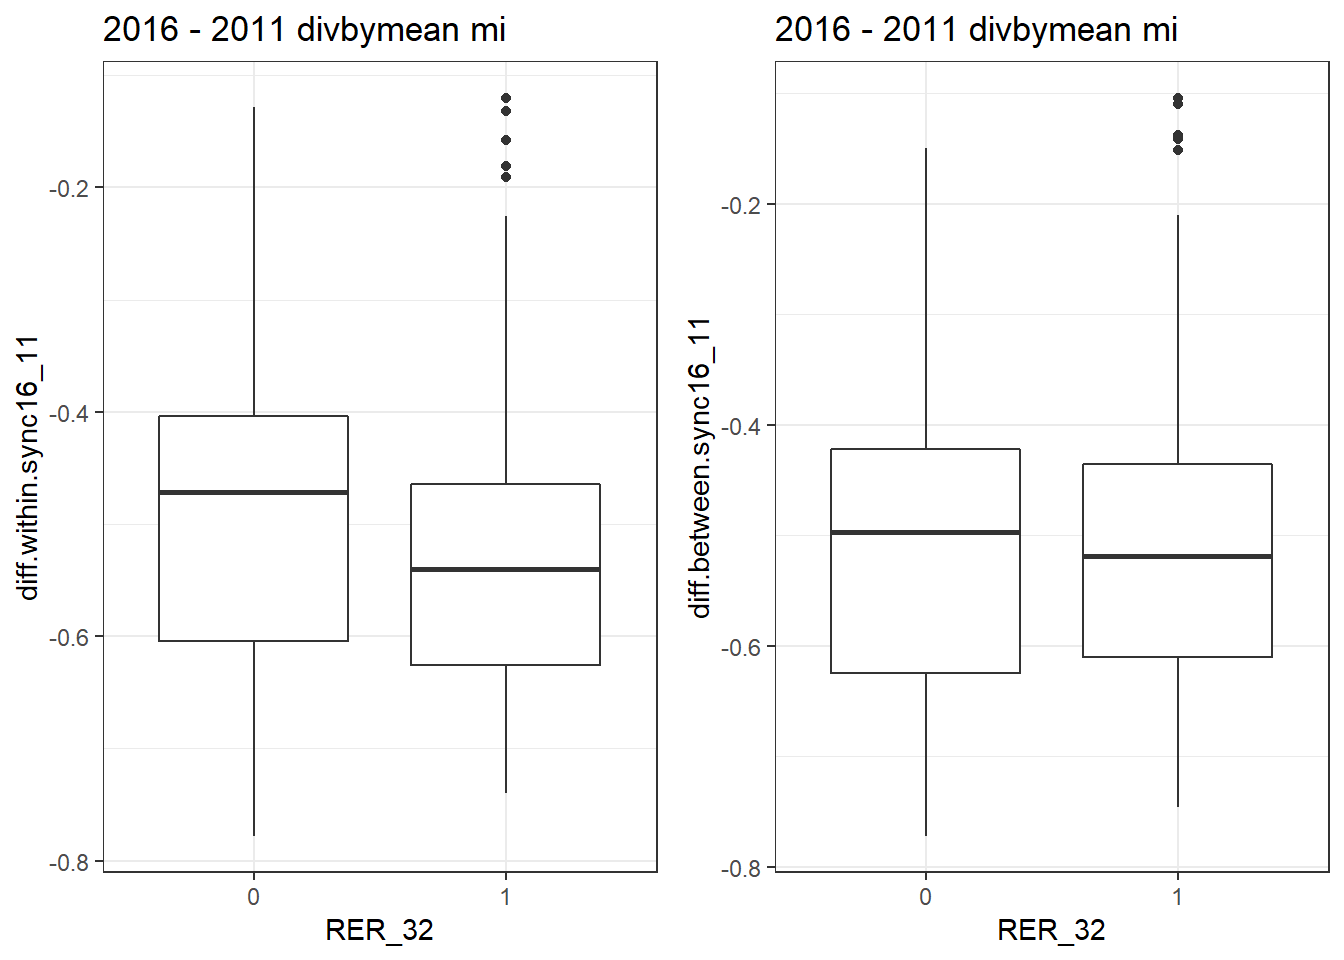 2016 - 2011 divbymean mi
diff.within.sync16_11
-0.2
-0.4
-0.6
-0.8
0
1
RER_32
2016 - 2011 divbymean mi
diff.between.sync16_11
-0.2
-0.4
-0.6
-0.8
0
1
RER_32